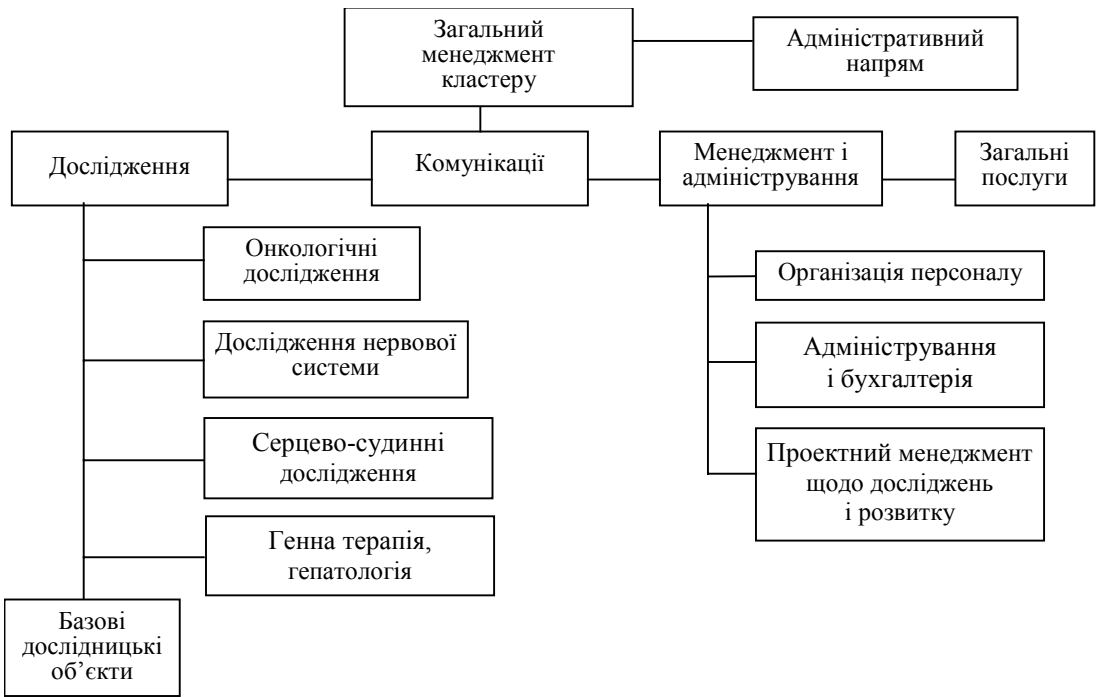 Загальний
менеджмент
кластеру
Адміністративний
напрям
Дослідження
Комунікації
Менеджмент і
адміністрування
Загальні
послуги
Онкологічні
дослідження
Дослідження нервової
системи
Серцево-судинні
дослідження
Генна терапія,
гепатологія
Базові
дослідницькі
об’єкти
Організація персоналу
Адміністрування
і бухгалтерія
Проектний менеджмент
щодо досліджень
і розвитку